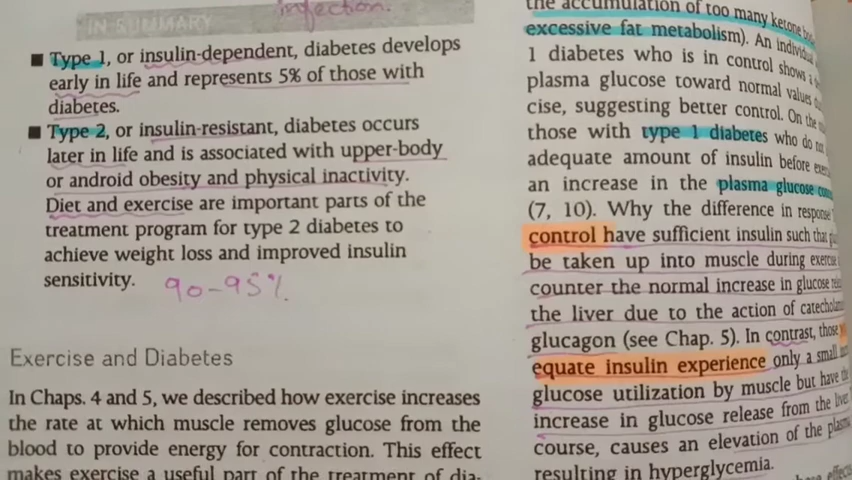 infection.
IN SUMMARY
■ Type 1, or insulin-dependent, diabetes develops
early in life and represents 5% of those with
diabetes.
■ Type 2, or insulin-resistant, diabetes occurs
later in life and is associated with upper-body
or android obesity and physical inactivity.
Diet and exercise are important parts of the
treatment program for type 2 diabetes to
achieve weight loss and improved insulin
sensitivity. 90-95%
Exercise and Diabetes
In Chaps. 4 and 5, we described how exercise increases
the rate at which muscle removes glucose from the
blood to provide energy for contraction. This effect
makes exercise a useful part of the treatment of dia-
the accumulation of too many ketone
excessive fat metabolism). An individual
1 diabetes who is in control shows a
plasma glucose toward normal values
cise, suggesting better control. On the
those with type 1 diabetes who do
adequate amount of insulin before
an increase in the plasma glucose
(7, 10). Why the difference in response
control have sufficient insulin such that
be taken up into muscle during exercise
counter the normal increase in glucose
the liver due to the action of
glucagon (see Chap. 5). In contrast, those
equate insulin experience only a small
glucose utilization by muscle but have the
increase in glucose release from the liver
course, causes an elevation of the plasma
resulting in hyperglycemia.